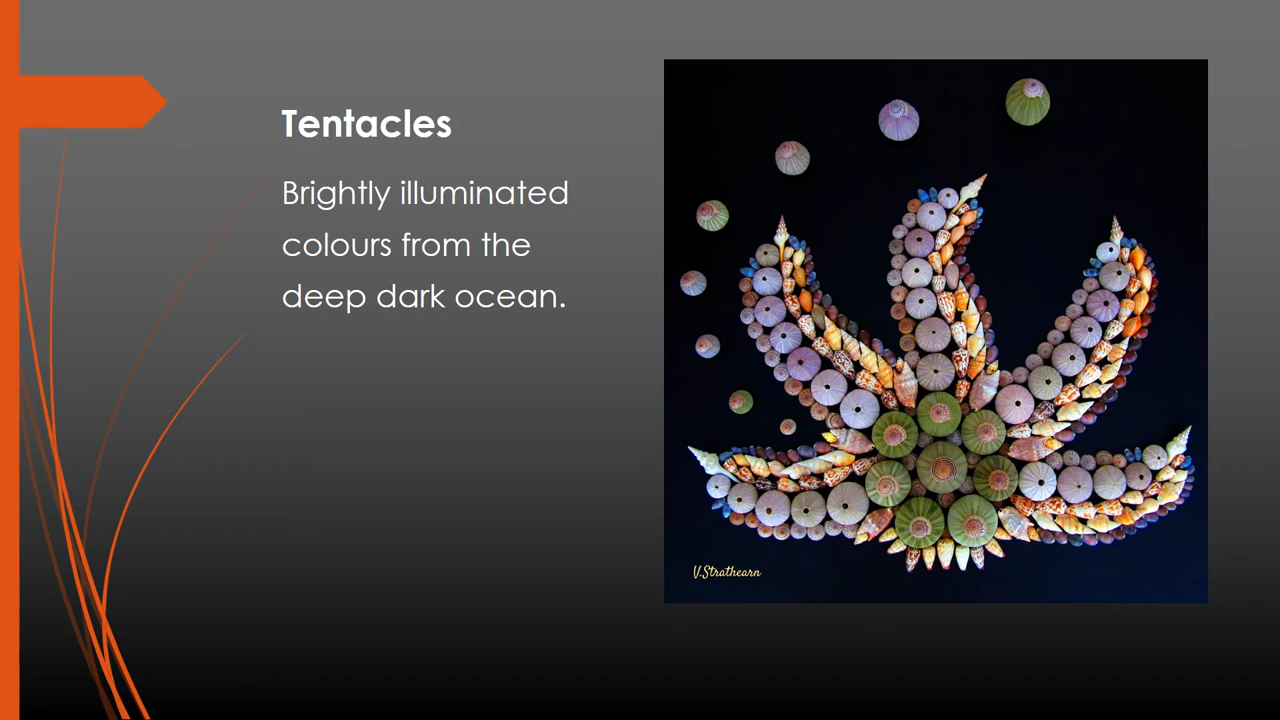 Tentacles
Brightly illuminated
colours from the
deep dark ocean.
V.Strathearn